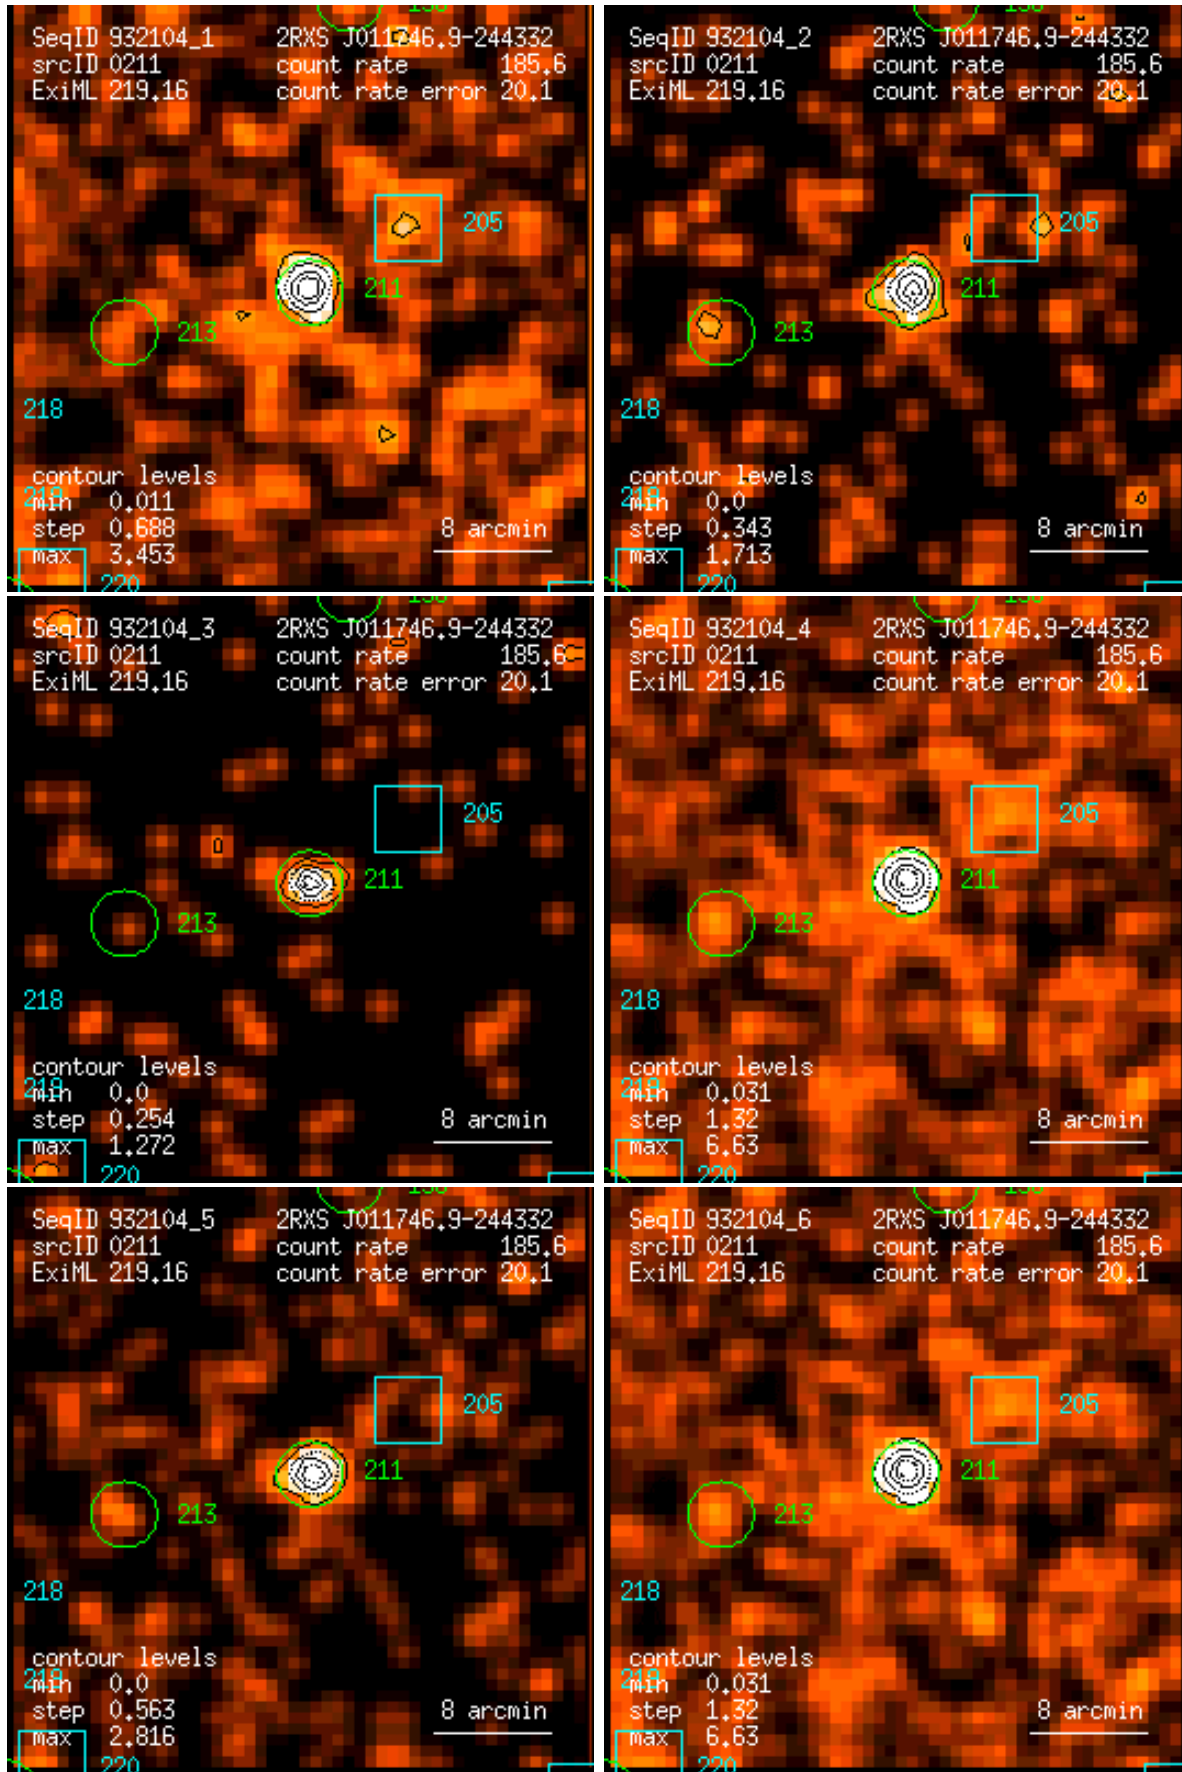 SeqID 932104_1 2RXS J011746.9-244332
srcID 0211 count rate 185.6
ExiML 219.16 count rate error 20.1
205
211
213
218
contour levels
min 0.011
step 0.688 8 arcmin
max 3.453
220
SeqID 932104_2 2RXS J011746.9-244332
srcID 0211 count rate 185.6
ExiML 219.16 count rate error 20.1
205
211
213
218
contour levels
min 0.0
step 0.343 8 arcmin
max 1.713
220
SeqID 932104_3 2RXS J011746.9-244332
srcID 0211 count rate 185.6
ExiML 219.16 count rate error 20.1
205
211
213
218
contour levels
min 0.0
step 0.254 8 arcmin
max 1.272
220
SeqID 932104_4 2RXS J011746.9-244332
srcID 0211 count rate 185.6
ExiML 219.16 count rate error 20.1
205
211
213
218
contour levels
min 0.031
step 1.32 8 arcmin
max 6.63
220
SeqID 932104_5 2RXS J011746.9-244332
srcID 0211 count rate 185.6
ExiML 219.16 count rate error 20.1
205
211
213
218
contour levels
min 0.0
step 0.563 8 arcmin
max 2.816
220
SeqID 932104_6 2RXS J011746.9-244332
srcID 0211 count rate 185.6
ExiML 219.16 count rate error 20.1
205
211
213
218
contour levels
min 0.031
step 1.32 8 arcmin
max 6.63
220